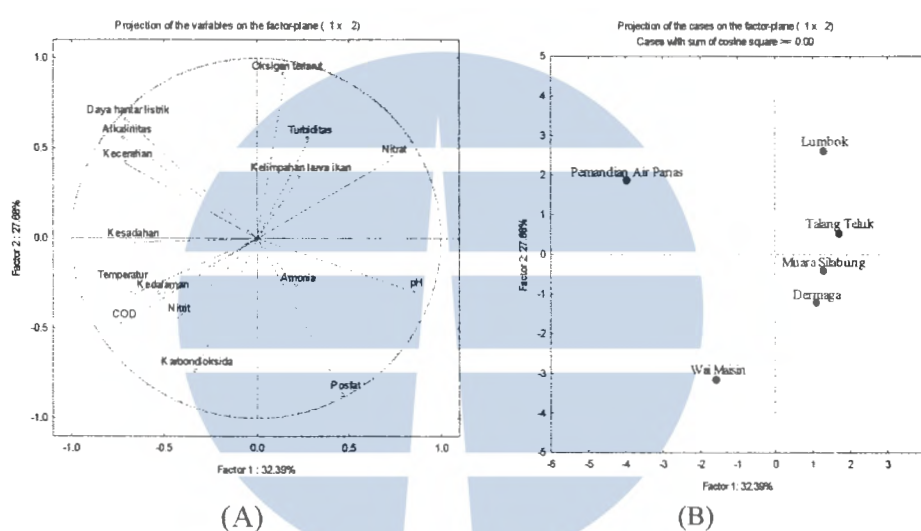 Projection of the variables on the factor-plane ( 1 x 2)
1.0
0.5
0.0
-0.5
-1.0
Factor 2 : 27.68%
Oksigen terlarut
Daya hantar listrik
Alkalinitas
Turbiditas
Kecerahan
Nitrat
Kelimpahan larva ikan
Kesadahan
Temperatur
Amonia
Kedalaman
pH
Nitrit
COD
Karbondioksida
Posfat
-1.0 -0.5 0.0 0.5 1.0
Factor 1 : 32.39%
(A)
Projection of the cases on the factor-plane ( 1 x 2)
Cases with sum of cosine square >= 0.00
5
4
3
2
1
0
-1
-2
-3
-4
-5
Factor 2: 27.68%
Lumbok
Pemandian Air Panas
Talang Teluk
Muara Silabung
Dermaga
Wai Maisin
-6 -5 -4 -3 -2 -1 0 1 2 3
Factor 1: 32.39%
(B)